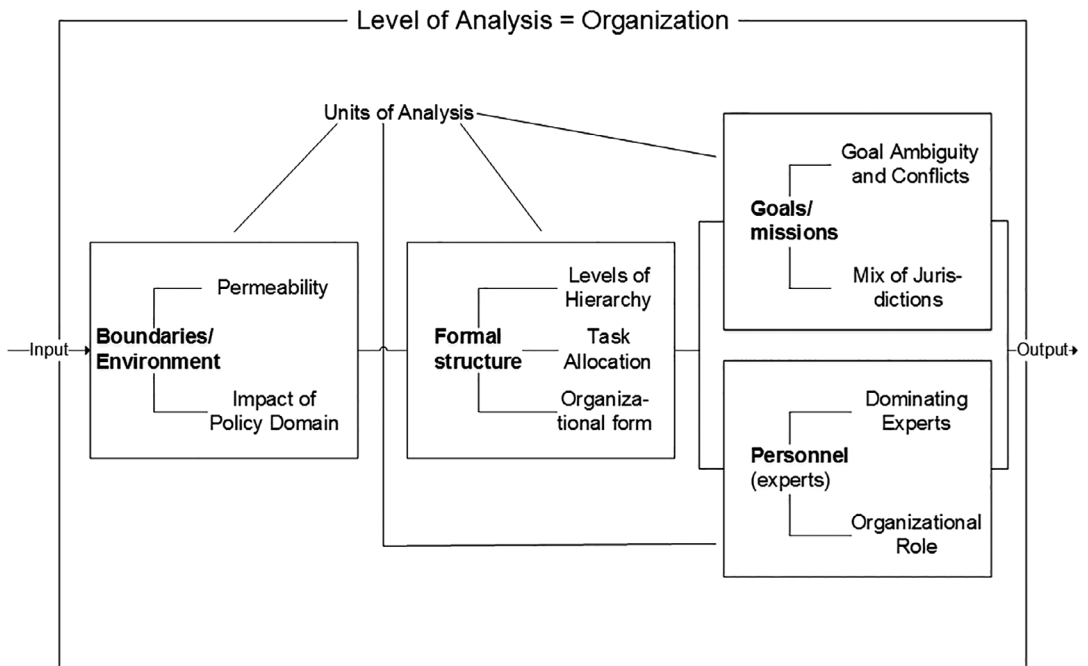 Level of Analysis = Organization
Units of Analysis
Input
Permeability
Boundaries/
Environment
Impact of
Policy Domain
Levels of
Hierarchy
Formal
structure
Task
Allocation
Organiza-
tional form
Goal Ambiguity
and Conflicts
Goals/
missions
Mix of Juris-
dictions
Dominating
Experts
Personnel
(experts)
Organizational
Role
Output